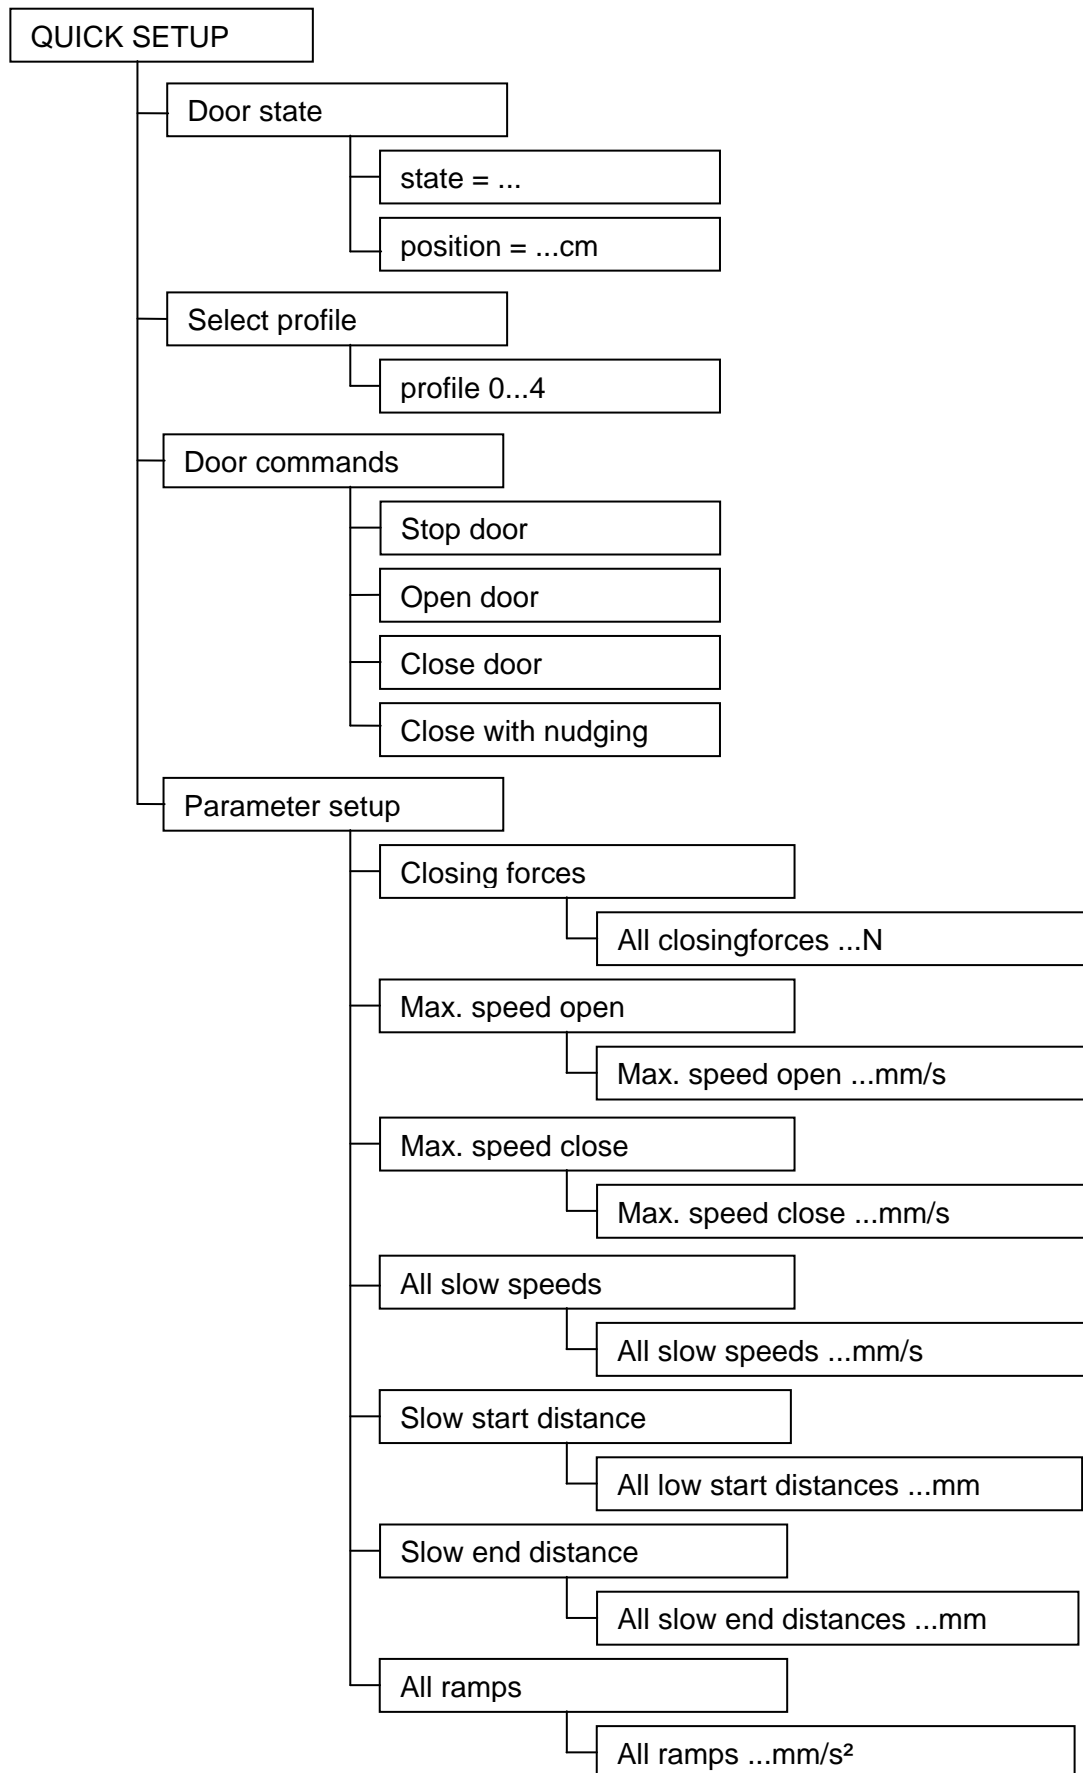 QUICK SETUP
Door state
state = ...
position = ...cm
Select profile
profile 0...4
Door commands
Stop door
Open door
Close door
Close with nudging
Parameter setup
Closing forces
All closingforces ...N
Max. speed open
Max. speed open ...mm/s
Max. speed close
Max. speed close ...mm/s
All slow speeds
All slow speeds ...mm/s
Slow start distance
All low start distances ...mm
Slow end distance
All slow end distances ...mm
All ramps
All ramps ...mm/s²